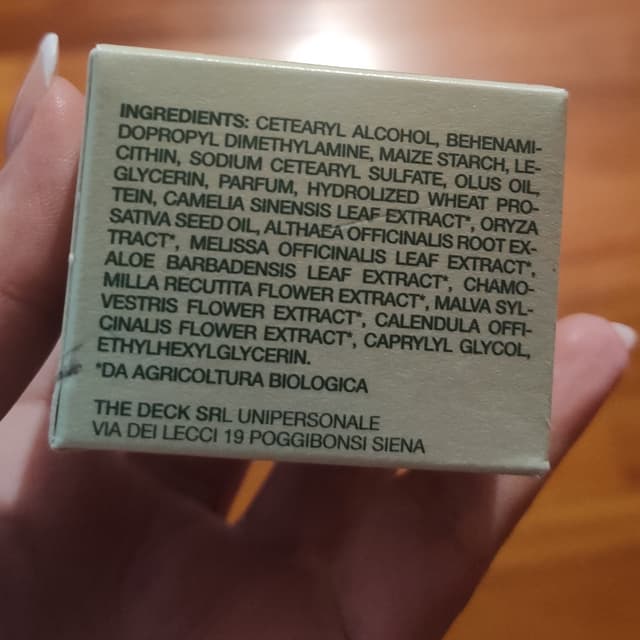 INGREDIENTS: CETEARYL ALCOHOL, BEHENAMI-
DOPROPYL DIMETHYLAMINE, MAIZE STARCH, LE-
CITHIN, SODIUM CETEARYL SULFATE, OLUS OIL,
GLYCERIN, PARFUM, HYDROLIZED WHEAT PRO-
TEIN, CAMELIA SINENSIS LEAF EXTRACT*, ORYZA
SATIVA SEED OIL, ALTHAEA OFFICINALIS ROOT EX-
TRACT*, MELISSA OFFICINALIS LEAF EXTRACT*,
ALOE BARBADENSIS LEAF EXTRACT*, CHAMO-
MILLA RECUTITA FLOWER EXTRACT*, MALVA SYL-
VESTRIS FLOWER EXTRACT*, CALENDULA OFFI-
CINALIS FLOWER EXTRACT*, CAPRYLYL GLYCOL,
ETHYLHEXYLGLYCERIN.
*DA AGRICOLTURA BIOLOGICA
THE DECK SRL UNIPERSONALE
VIA DEI LECCI 19 POGGIBONSI SIENA